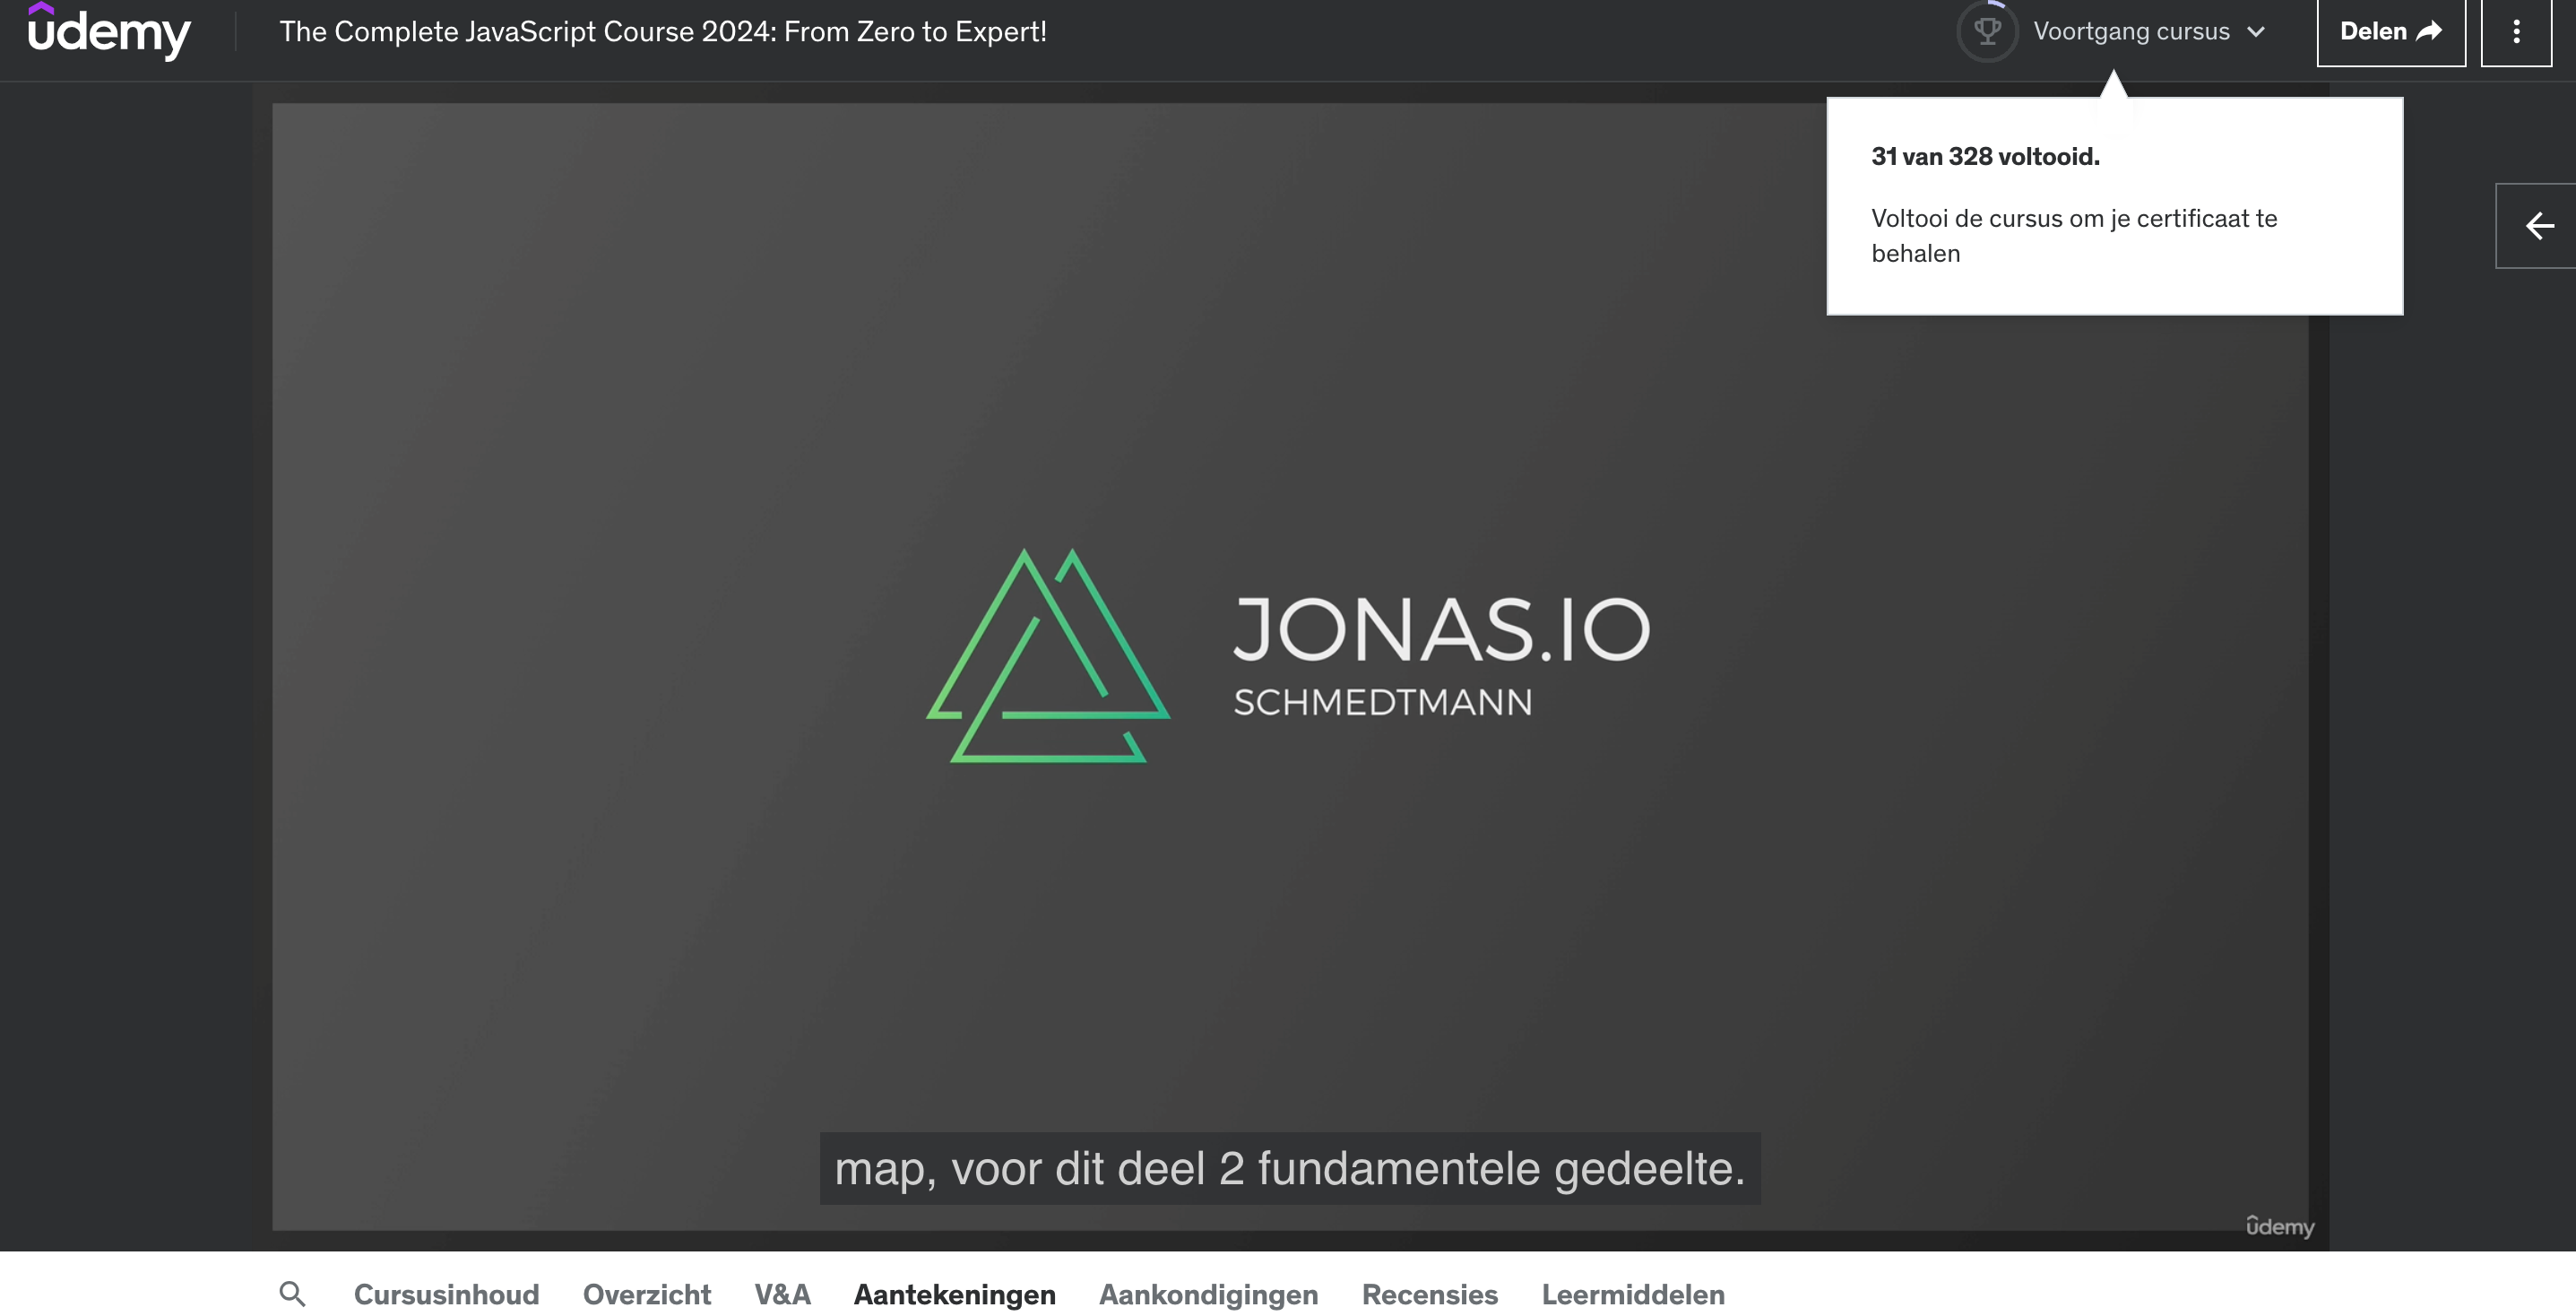 udemy
The Complete JavaScript Course 2024: From Zero to Expert!
Voortgang cursus
Delen
31 van 328 voltooid.
Voltooi de cursus om je certificaat te
behalen
JONAS.IO
SCHMEDTMANN
map, voor dit deel 2 fundamentele gedeelte.
udemy
Cursusinhoud Overzicht V&A Aantekeningen Aankondigingen Recensies Leermiddelen